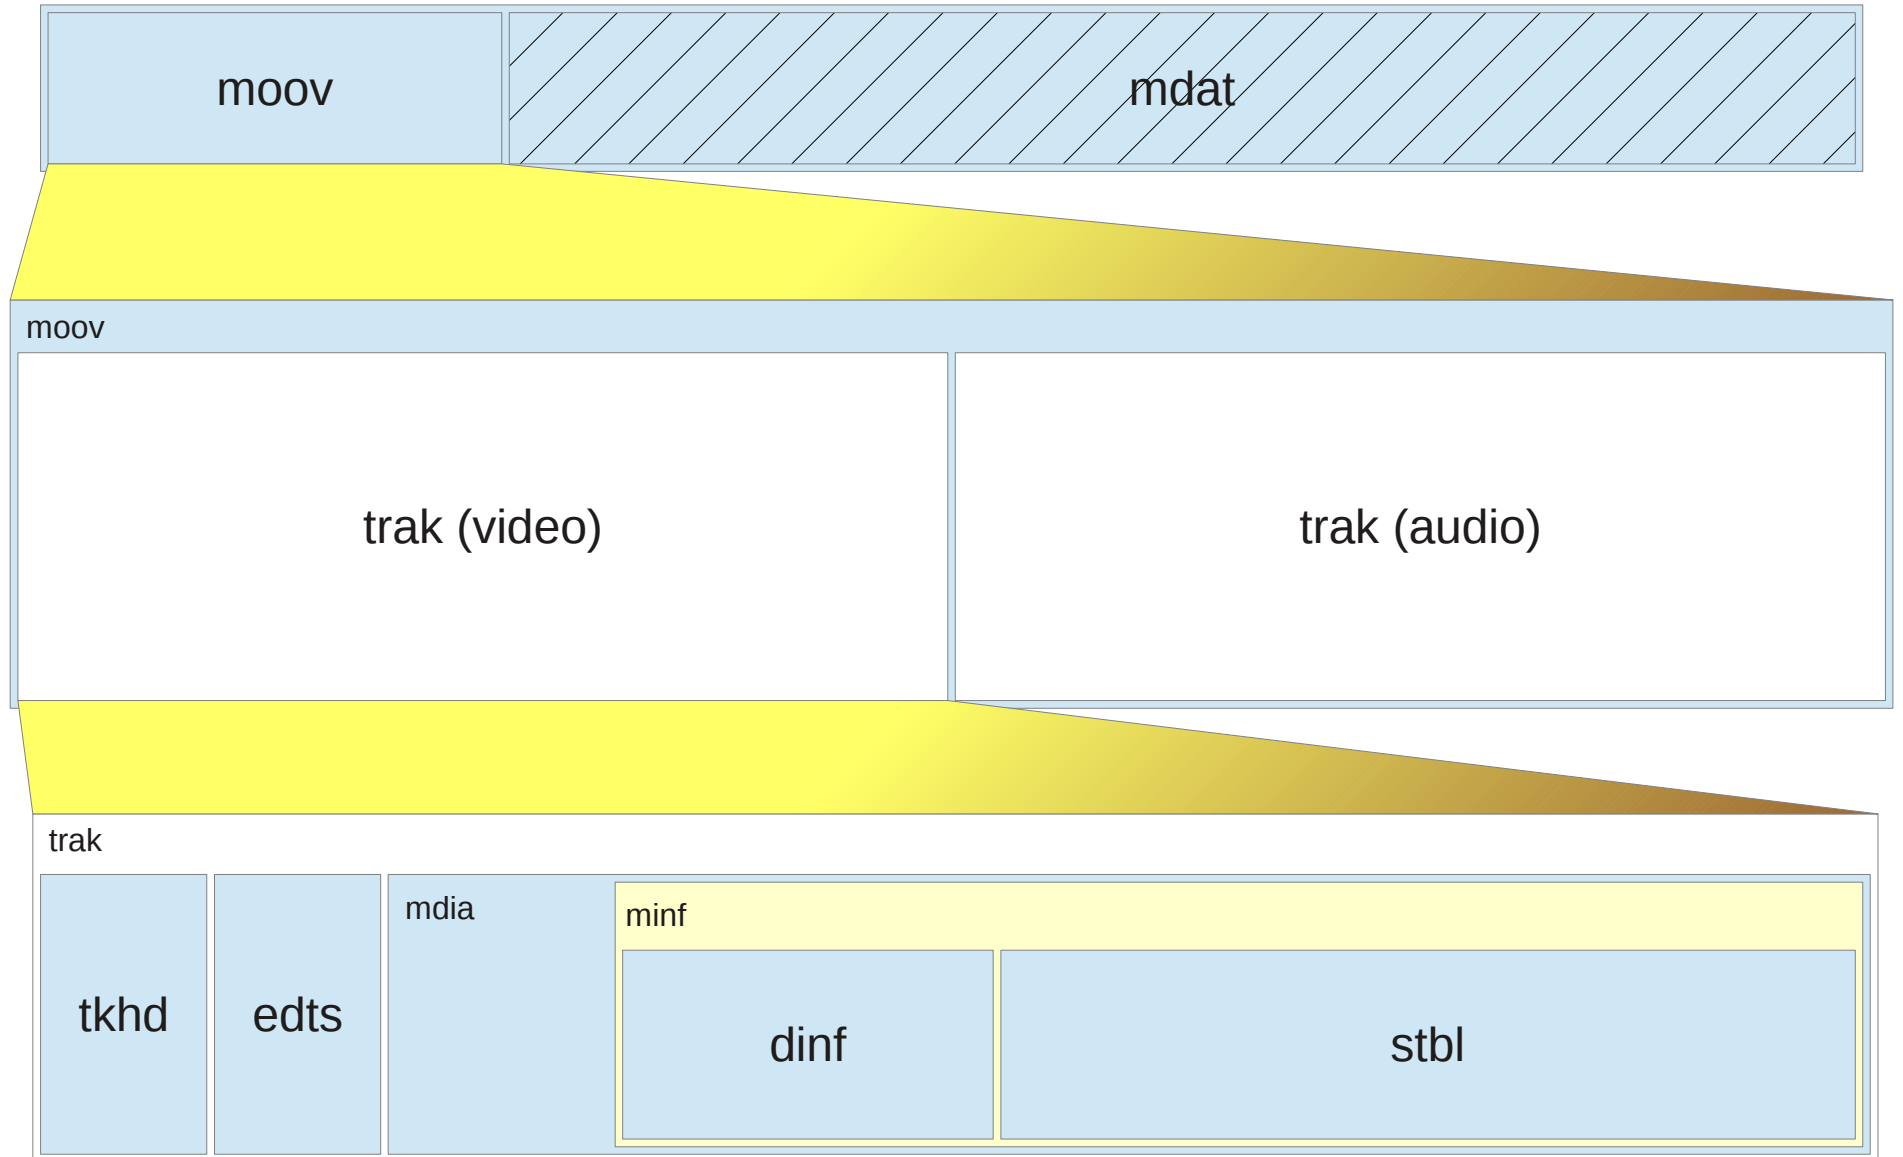 moov
mdat
moov
trak (video)
trak (audio)
trak
mdia
minf
tkhd
edts
dinf
stbl